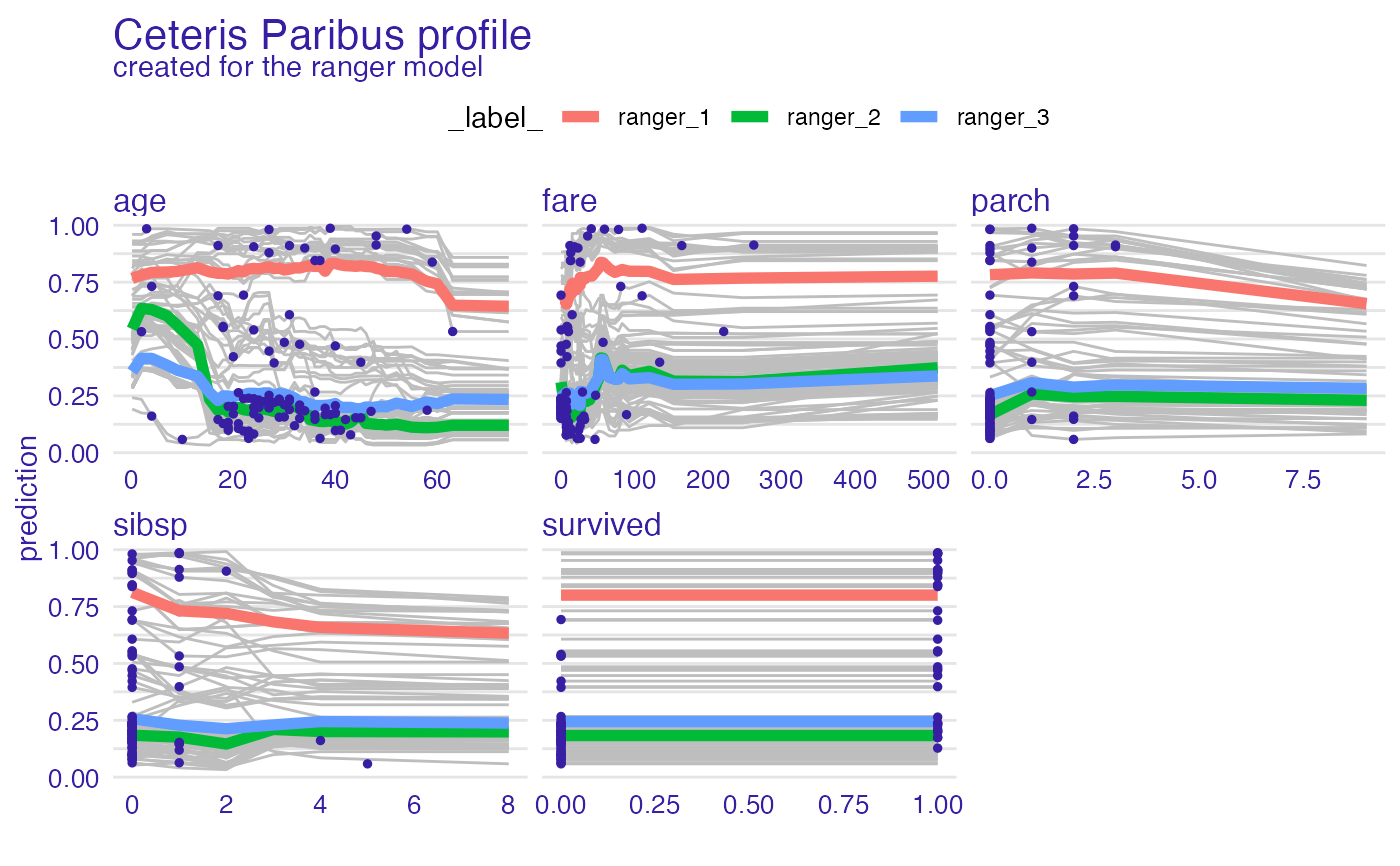 Ceteris Paribus profile
created for the ranger model
_label_ ranger_1 ranger_2 ranger_3
age fare parch
1.00
0.75
0.50
0.25
0.00
0 20 40 60 0 100 200 300 400 500 0.0 2.5 5.0 7.5
prediction
sibsp survived
1.00
0.75
0.50
0.25
0.00
0 2 4 6 8 0.00 0.25 0.50 0.75 1.00